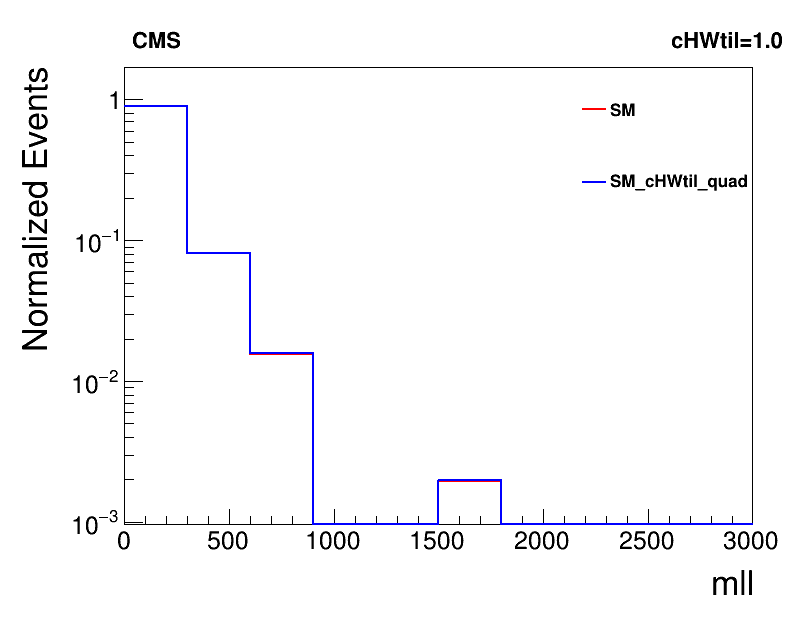 CMS
cHWtil=1.0
Normalized Events
1
10⁻¹
10⁻²
10⁻³
SM
SM_cHWtil_quad
0 500 1000 1500 2000 2500 3000
mll